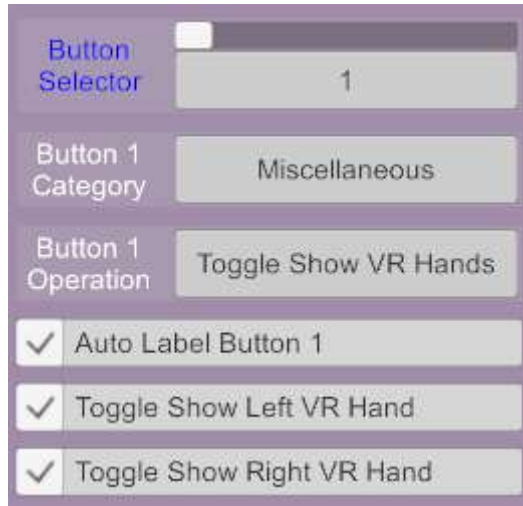 Button
Selector
1
Button 1
Category
Miscellaneous
Button 1
Operation
Toggle Show VR Hands
Auto Label Button 1
Toggle Show Left VR Hand
Toggle Show Right VR Hand